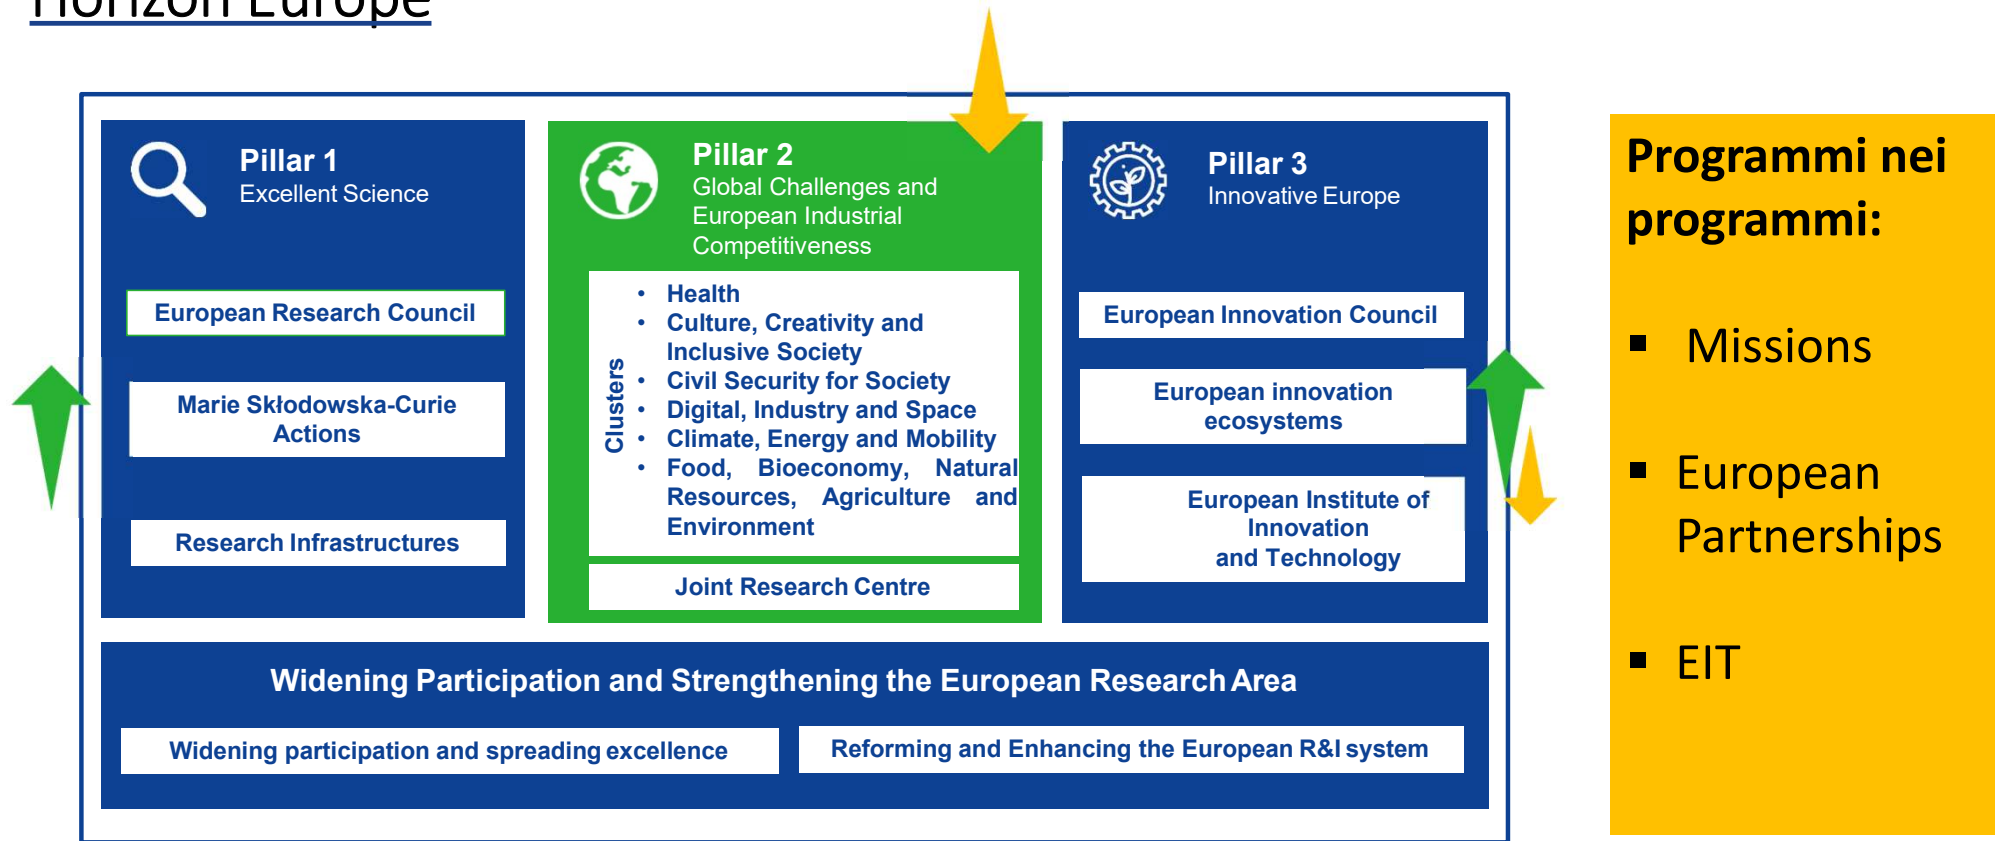 Horizon Europe
Pillar 1
Excellent Science
European Research Council
Marie Skłodowska-Curie
Actions
Research Infrastructures
Pillar 2
Global Challenges and
European Industrial
Competitiveness
Clusters
• Health
• Culture, Creativity and
Inclusive Society
• Civil Security for Society
• Digital, Industry and Space
• Climate, Energy and Mobility
• Food, Bioeconomy, Natural
Resources, Agriculture and
Environment
Joint Research Centre
Pillar 3
Innovative Europe
European Innovation Council
European innovation
ecosystems
European Institute of
Innovation
and Technology
Widening Participation and Strengthening the European Research Area
Widening participation and spreading excellence
Reforming and Enhancing the European R&I system
Programmi nei
programmi:
▪ Missions
▪ European
Partnerships
▪ EIT